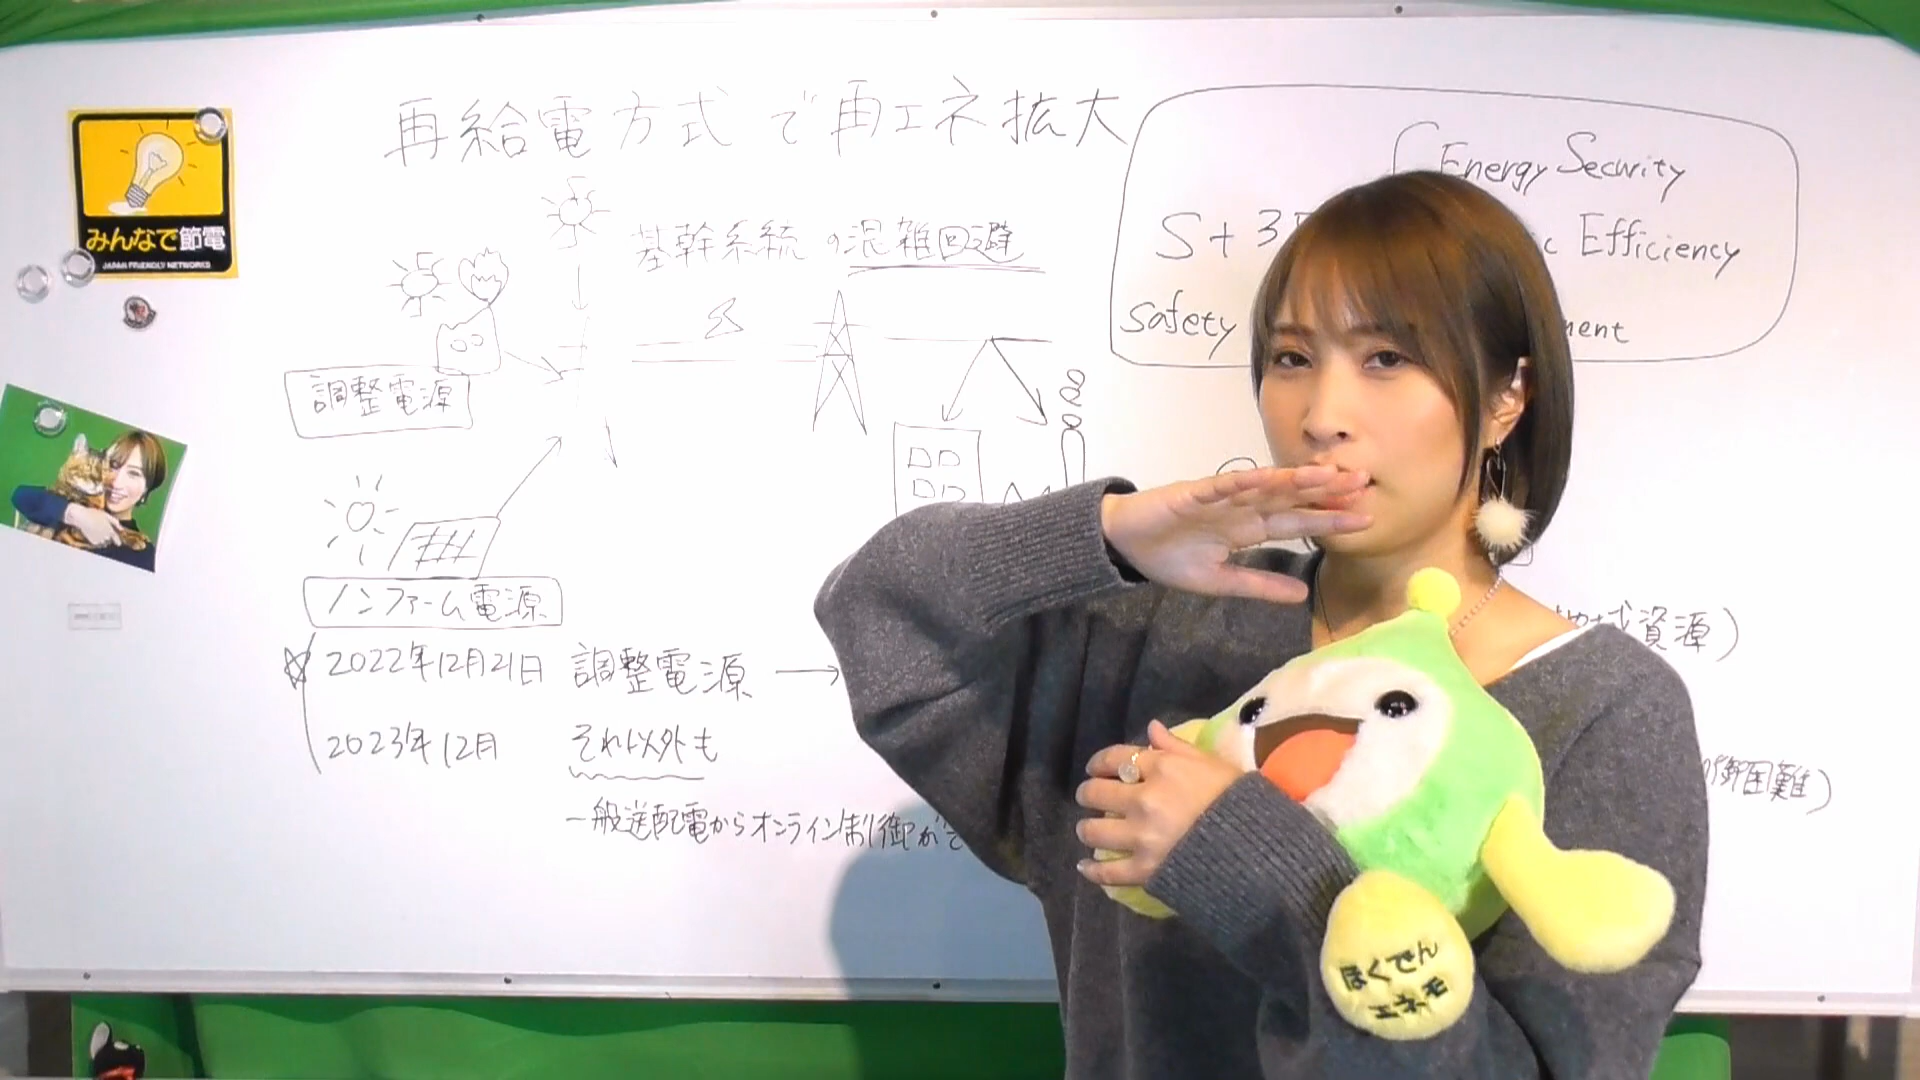 再給電方式で再エネ拡大
みんなで節電
JAPAN FRIENDLY NETWORKS
基幹系統の混雑回避
Energy Security
S+3E
Efficiency
safety
調整電源
ノンファーム電源
2022年12月21日 調整電源 →
2023年12月 それ以外も
一般送配電からオンライン制御が
資源)
御困難)
ほくでん
エネモ